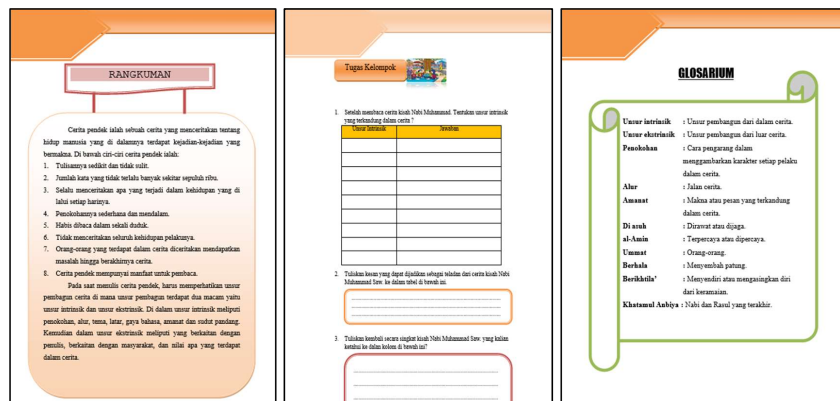 RANGKUMAN
Cerita pendek ialah sebuah cerita yang menceritakan tentang
hidup manusia yang di dalamnya terdapat kejadian-kejadian yang
bermakna. Di bawah ciri-ciri cerita pendek ialah:
1. Tulisannya sedikit dan tidak sulit.
2. Jumlah kata yang tidak terlalu banyak sekitar sepuluh ribu.
3. Selalu menceritakan apa yang terjadi dalam kehidupan yang di
lalui setiap harinya.
4. Penokohannya sederhana dan mendalam.
5. Habis dibaca dalam sekali duduk.
6. Tidak menceritakan seluruh kehidupan pelakunya.
7. Orang-orang yang terdapat dalam cerita diceritakan mendapatkan
masalah hingga berakhirnya cerita.
8. Cerita pendek mempunyai manfaat untuk pembaca.
Pada saat menulis cerita pendek, harus memperhatikan unsur
pembagun cerita di mana unsur pembagun terdapat dua macam yaitu
unsur intrinsik dan unsur ekstrinsik. Di dalam unsur intrinsik meliputi
penokohan, alur, tema, latar, gaya bahasa, amanat dan sudut pandang.
Kemudian dalam unsur ekstrinsik meliputi yang berkaitan dengan
penulis, berkaitan dengan masyarakat, dan nilai apa yang terdapat
dalam cerita.
Tugas Kelompok
1. Setelah membaca cerita kisah Nabi Muhammad. Tentukan unsur intrinsik
yang terkandung dalam cerita ?
Unsur Intrinsik Jawaban
2. Tuliskan kesan yang dapat dijadikan sebagai teladan dari cerita kisah Nabi
Muhammad Saw. ke dalam tabel di bawah ini.
3. Tuliskan kembali secara singkat kisah Nabi Muhammad Saw. yang kalian
ketahui ke dalan kolom di bawah ini?
GLOSARIUM
Unsur intrinsik : Unsur pembangun dari dalam cerita.
Unsur ekstrinsik : Unsur pembangun dari luar cerita.
Penokohan : Cara pengarang dalam
menggambarkan karakter setiap pelaku
dalam cerita.
Alur : Jalan cerita.
Amanat : Makna atau pesan yang terkandung
dalam cerita.
Di asuh : Dirawat atau dijaga.
al-Amin : Terpercaya atau dipercaya.
Ummat : Orang-orang.
Berhala : Menyembah patung.
Berikhtila' : Menyendiri atau mengasingkan diri
dari keramaian.
Khatamul Anbiya : Nabi dan Rasul yang terakhir.